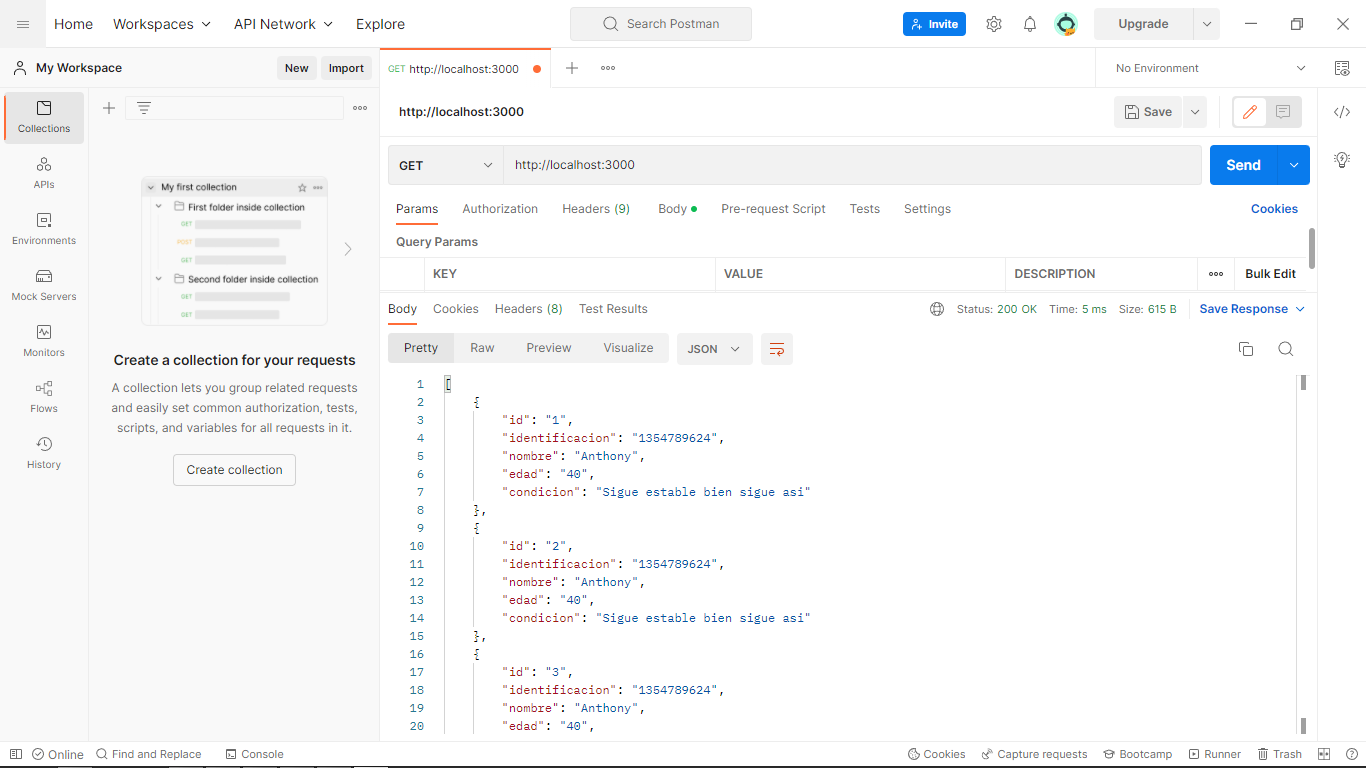 Home Workspaces API Network Explore Search Postman Invite Upgrade
My Workspace New Import GET http://localhost:3000 No Environment
Collections
APIs
Environments
Mock Servers
Monitors
Flows
History
My first collection
First folder inside collection
GET
POST
GET
Second folder inside collection
GET
GET
Create a collection for your requests
A collection lets you group related requests
and easily set common authorization, tests,
scripts, and variables for all requests in it.
Create collection
http://localhost:3000 Save
GET http://localhost:3000 Send
Params Authorization Headers (9) Body Pre-request Script Tests Settings Cookies
Query Params
KEY VALUE DESCRIPTION Bulk Edit
Body Cookies Headers (8) Test Results Status: 200 OK Time: 5 ms Size: 615 B Save Response
Pretty Raw Preview Visualize JSON
1 [
2 {
3 "id": "1",
4 "identificacion": "1354789624",
5 "nombre": "Anthony",
6 "edad": "40",
7 "condicion": "Sigue estable bien sigue asi"
8 },
9 {
10 "id": "2",
11 "identificacion": "1354789624",
12 "nombre": "Anthony",
13 "edad": "40",
14 "condicion": "Sigue estable bien sigue asi"
15 },
16 {
17 "id": "3",
18 "identificacion": "1354789624",
19 "nombre": "Anthony",
20 "edad": "40",
Online Find and Replace Console Cookies Capture requests Bootcamp Runner Trash